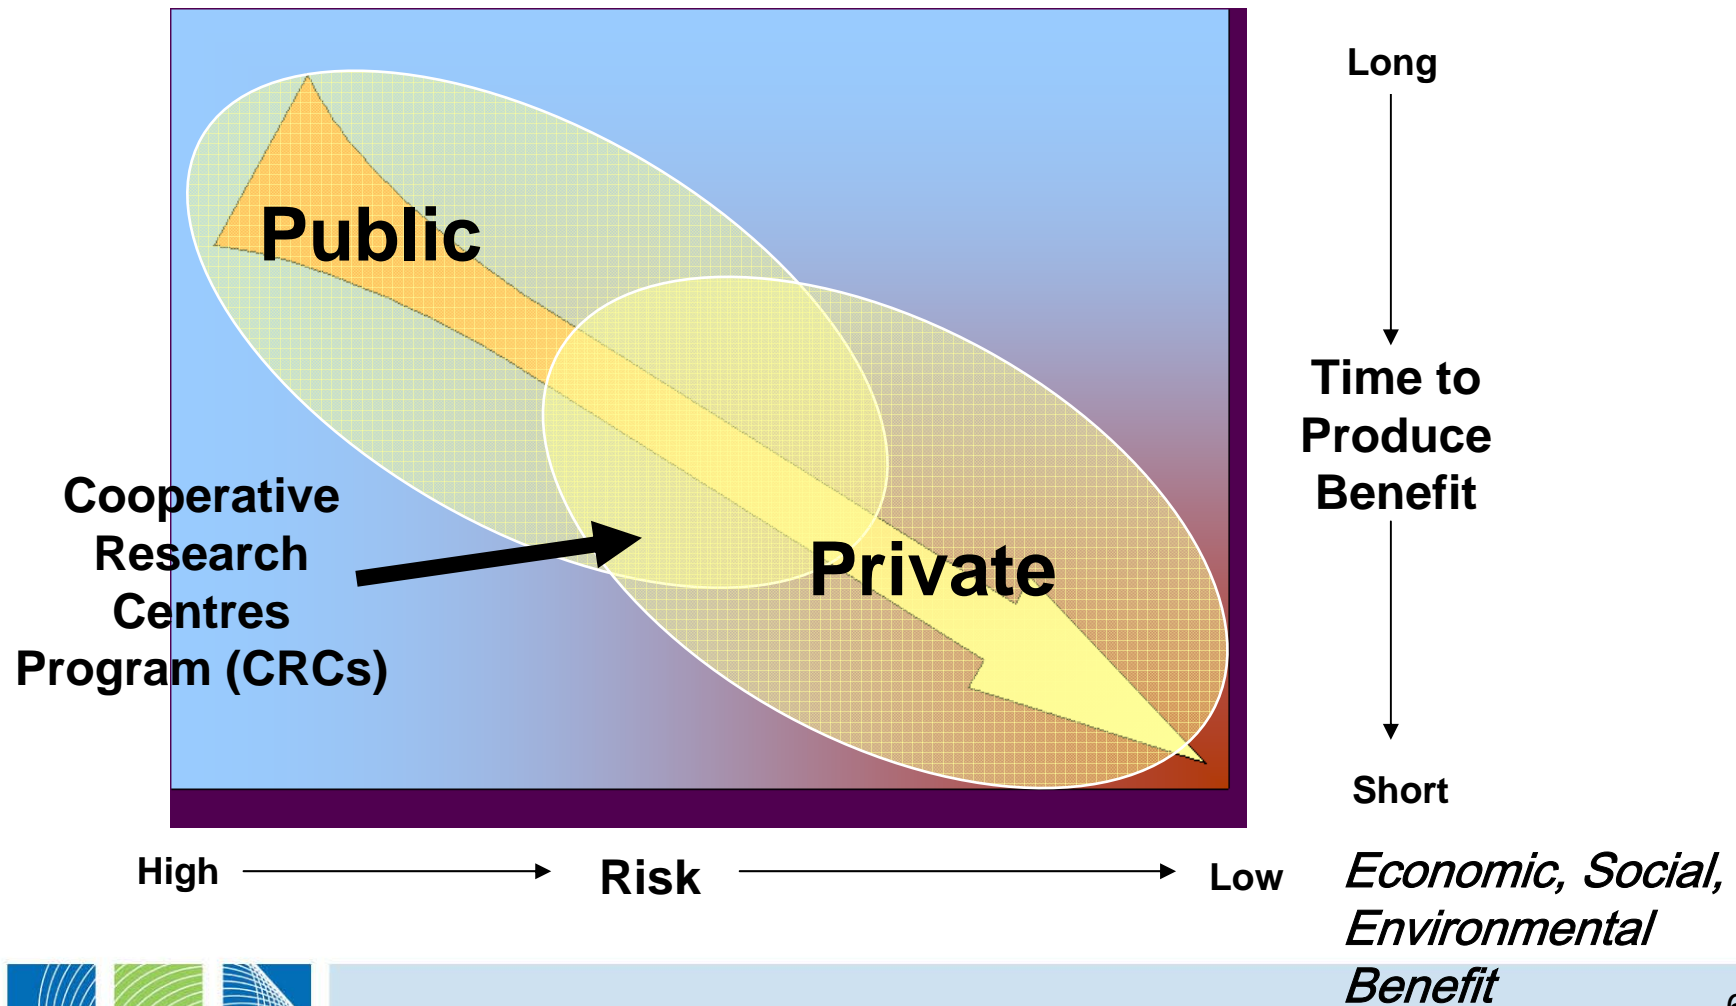 Long
Public
Time to
Produce
Benefit
Cooperative
Research
Centres
Program (CRCs)
Private
Short
High
Risk
Low
Economic, Social,
Environmental
Benefit